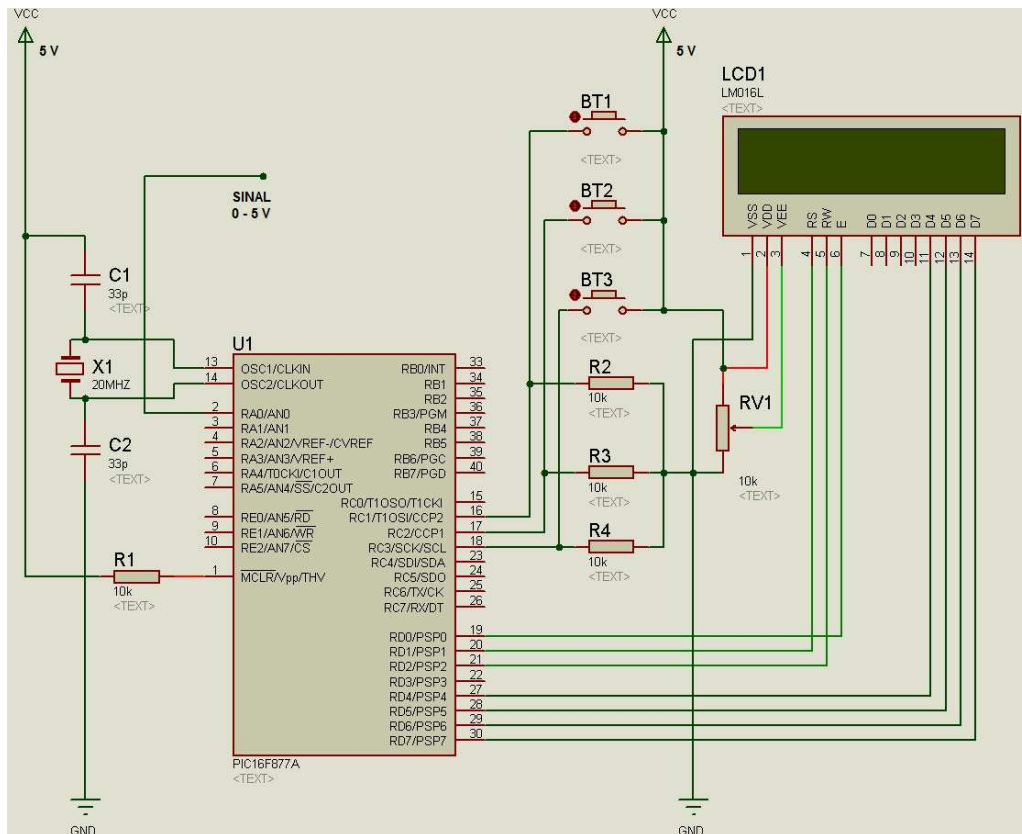 VCC
5 V
VCC
5 V
LCD1
LM016L
<TEXT>
BT1
<TEXT>
SINAL
0 - 5 V
BT2
<TEXT>
VSS
VDD
VEE
RS
RW
E
D0
D1
D2
D3
D4
D5
D6
D7
1
2
3
4
5
6
7
8
9
10
11
12
13
14
C1
33p
<TEXT>
BT3
<TEXT>
X1
20MHZ
C2
33p
<TEXT>
R1
10k
<TEXT>
U1
13 OSC1/CLKIN
14 OSC2/CLKOUT
2 RA0/AN0
3 RA1/AN1
4 RA2/AN2/VREF-/CVREF
5 RA3/AN3/VREF+
6 RA4/T0CKI/C1OUT
7 RA5/AN4/SS/C2OUT
8 RE0/AN5/RD
9 RE1/AN6/WR
10 RE2/AN7/CS
1 MCLR/Vpp/THV
RB0/INT 33
RB1 34
RB2 35
RB3/PGM 36
RB4 37
RB5 38
RB6/PGC 39
RB7/PGD 40
RC0/T1OSO/T1CKI 15
RC1/T1OSI/CCP2 16
RC2/CCP1 17
RC3/SCK/SCL 18
RC4/SDI/SDA 23
RC5/SDO 24
RC6/TX/CK 25
RC7/RX/DT 26
RD0/PSP0 19
RD1/PSP1 20
RD2/PSP2 21
RD3/PSP3 22
RD4/PSP4 27
RD5/PSP5 28
RD6/PSP6 29
RD7/PSP7 30
PIC16F877A
<TEXT>
R2
10k
<TEXT>
R3
10k
<TEXT>
R4
10k
<TEXT>
RV1
10k
<TEXT>
GND
GND